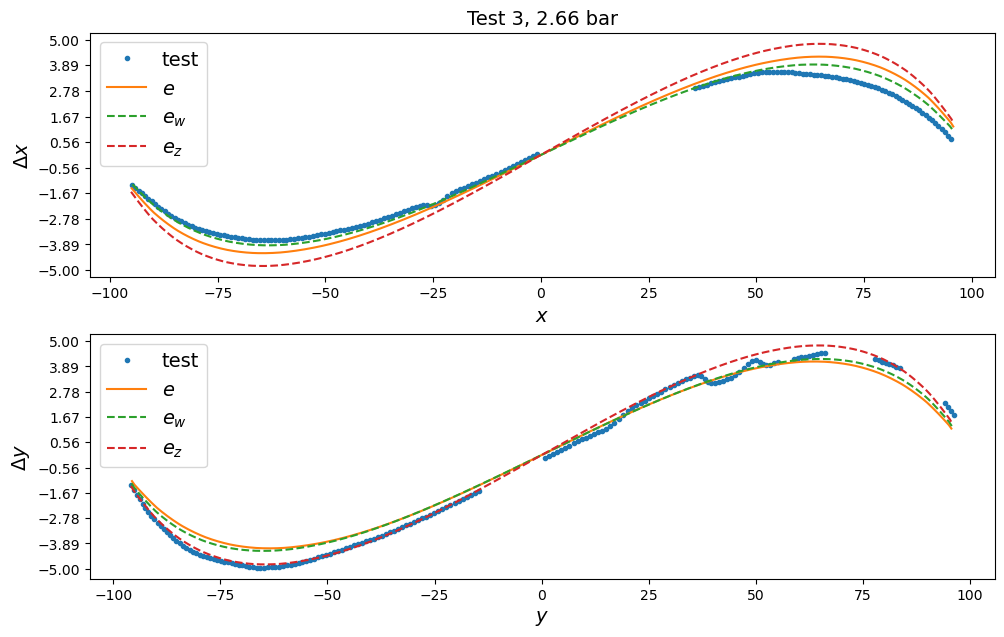 Test 3, 2.66 bar
5.00
3.89
2.78
1.67
0.56
−0.56
−1.67
−2.78
−3.89
−5.00
Δx
test
e
e_w
e_z
−100
−75
−50
−25
0
25
50
75
100
x
5.00
3.89
2.78
1.67
0.56
−0.56
−1.67
−2.78
−3.89
−5.00
Δy
test
e
e_w
e_z
−100
−75
−50
−25
0
25
50
75
100
y